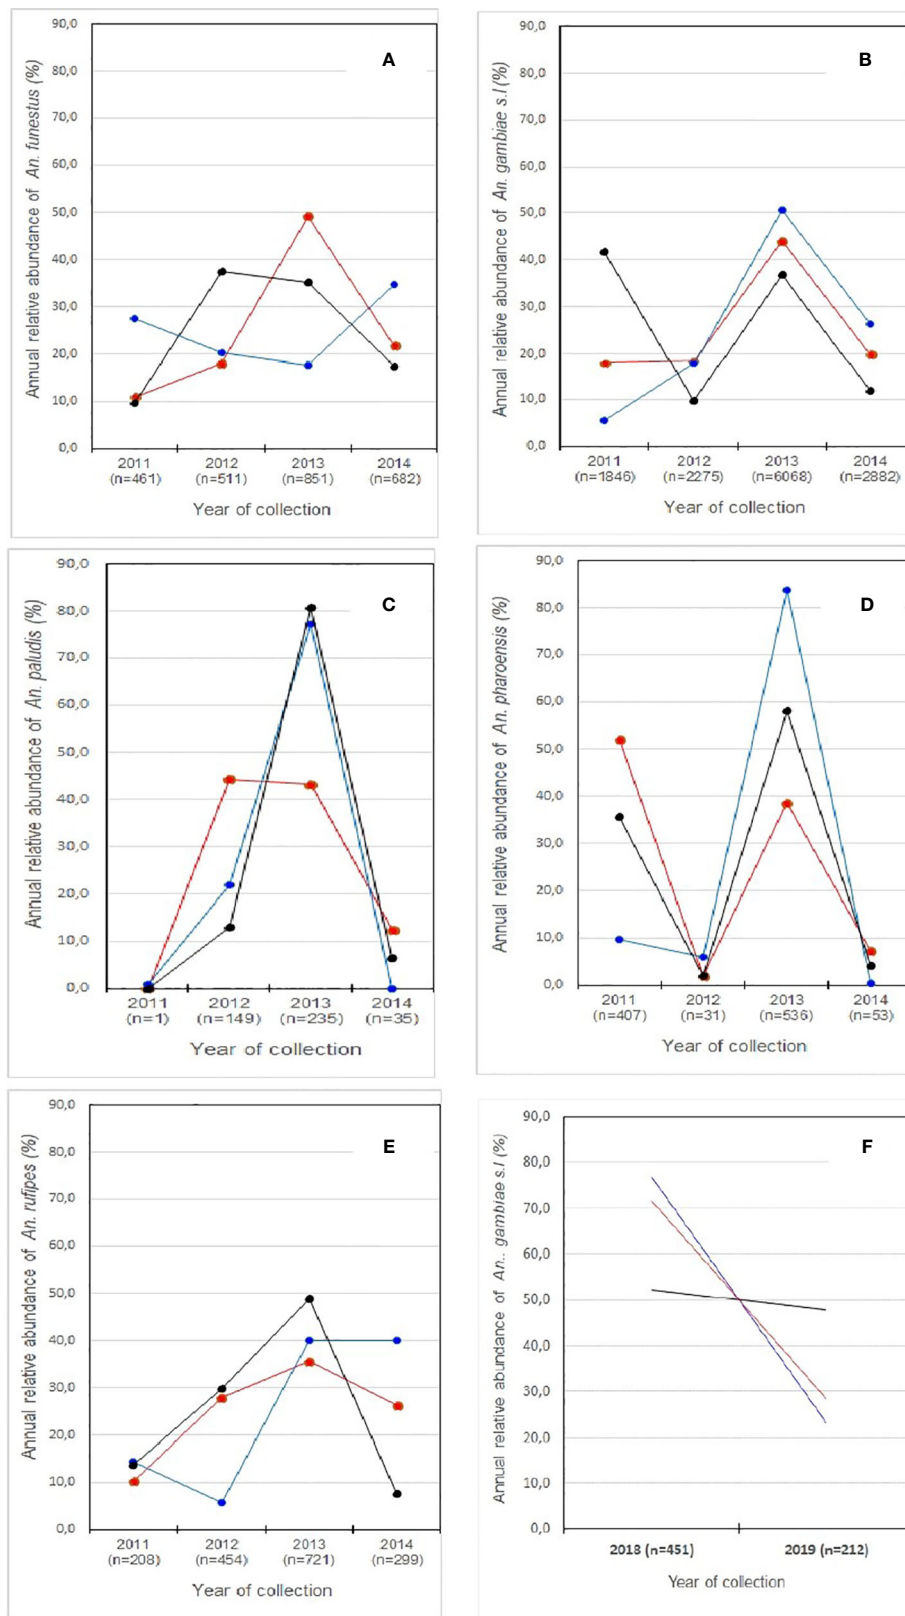 A
Annual relative abundance of An. funestus (%)
90,0
80,0
70,0
60,0
50,0
40,0
30,0
20,0
10,0
0,0
2011 2012 2013 2014
(n=461) (n=511) (n=851) (n=682)
Year of collection
B
Annual relative abundance of An. gambiae s.l (%)
90,0
80,0
70,0
60,0
50,0
40,0
30,0
20,0
10,0
0,0
2011 2012 2013 2014
(n=1846) (n=2275) (n=6068) (n=2882)
Year of collection
C
Annual relative abundance of An. paludis (%)
90,0
80,0
70,0
60,0
50,0
40,0
30,0
20,0
10,0
0,0
2011 2012 2013 2014
(n=1) (n=149) (n=235) (n=35)
Year of collection
D
Annual relative abundance of An. pharoensis (%)
90,0
80,0
70,0
60,0
50,0
40,0
30,0
20,0
10,0
0,0
2011 2012 2013 2014
(n=407) (n=31) (n=536) (n=53)
Year of collection
E
Annual relative abundance of An. rufipes (%)
90,0
80,0
70,0
60,0
50,0
40,0
30,0
20,0
10,0
0,0
2011 2012 2013 2014
(n=208) (n=454) (n=721) (n=299)
Year of collection
F
Annual relative abundance of An.. gambiae s.l (%)
90,0
80,0
70,0
60,0
50,0
40,0
30,0
20,0
10,0
0,0
2018 (n=451) 2019 (n=212)
Year of collection